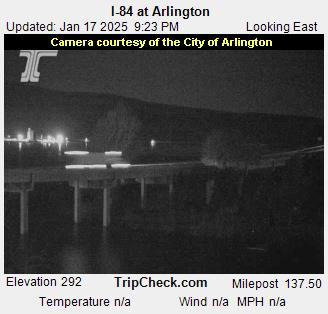 I-84 at Arlington
Updated: Jan 17 2025 9:23 PM Looking East
Camera courtesy of the City of Arlington
Elevation 292 TripCheck.com Milepost 137.50
Temperature n/a Wind n/a MPH n/a